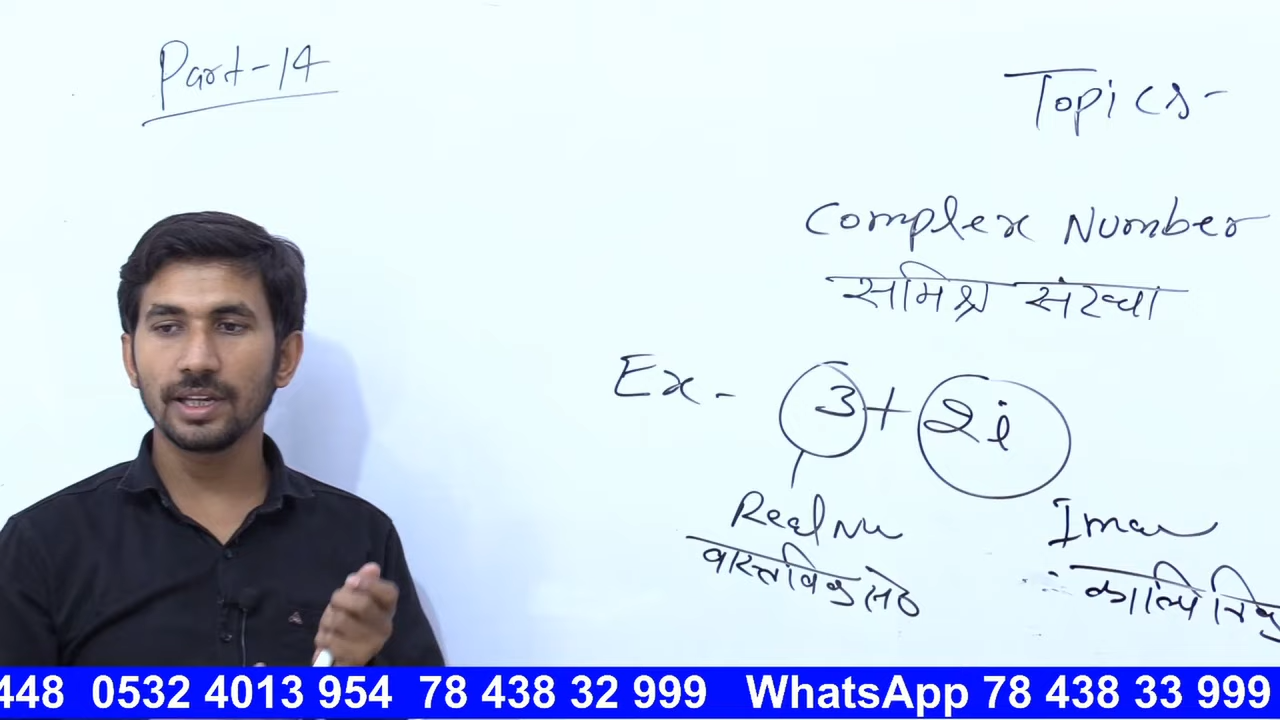 Part-14
Topics-
Complex Number
समिश्र संख्या
Ex - 3 + 2i
Real Nu
वास्तविक सं०
Ima
काल्पनिक
448 0532 4013 954 78 438 32 999 WhatsApp 78 438 33 999